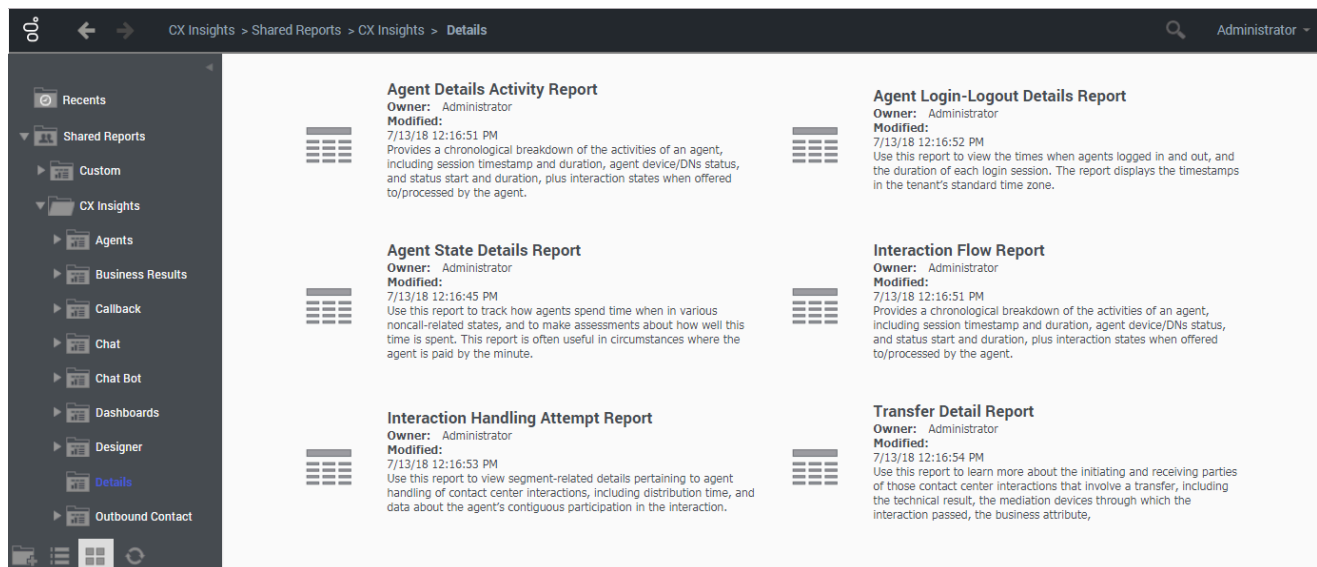 CX Insights > Shared Reports > CX Insights > Details
Administrator
Recents
Shared Reports
Custom
CX Insights
Agents
Business Results
Callback
Chat
Chat Bot
Dashboards
Designer
Details
Outbound Contact
Agent Details Activity Report
Owner: Administrator
Modified:
7/13/18 12:16:51 PM
Provides a chronological breakdown of the activities of an agent,
including session timestamp and duration, agent device/DNs status,
and status start and duration, plus interaction states when offered
to/processed by the agent.
Agent Login-Logout Details Report
Owner: Administrator
Modified:
7/13/18 12:16:52 PM
Use this report to view the times when agents logged in and out, and
the duration of each login session. The report displays the timestamps
in the tenant's standard time zone.
Agent State Details Report
Owner: Administrator
Modified:
7/13/18 12:16:45 PM
Use this report to track how agents spend time when in various
noncall-related states, and to make assessments about how well this
time is spent. This report is often useful in circumstances where the
agent is paid by the minute.
Interaction Flow Report
Owner: Administrator
Modified:
7/13/18 12:16:51 PM
Provides a chronological breakdown of the activities of an agent,
including session timestamp and duration, agent device/DNs status,
and status start and duration, plus interaction states when offered
to/processed by the agent.
Interaction Handling Attempt Report
Owner: Administrator
Modified:
7/13/18 12:16:53 PM
Use this report to view segment-related details pertaining to agent
handling of contact center interactions, including distribution time, and
data about the agent's contiguous participation in the interaction.
Transfer Detail Report
Owner: Administrator
Modified:
7/13/18 12:16:54 PM
Use this report to learn more about the initiating and receiving parties
of those contact center interactions that involve a transfer, including
the technical result, the mediation devices through which the
interaction passed, the business attribute,